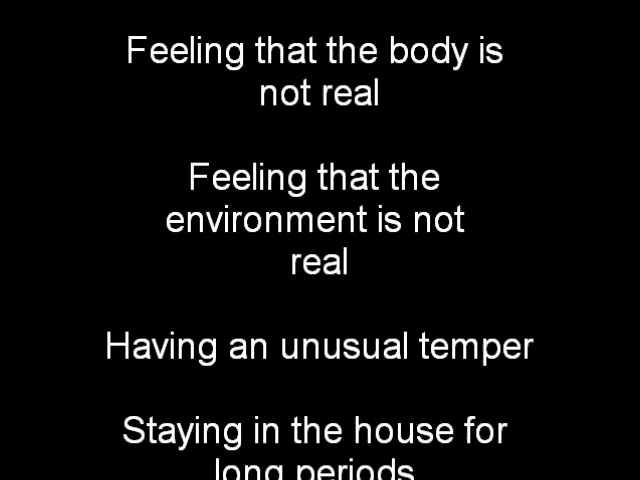 Feeling that the body is
not real
Feeling that the
environment is not
real
Having an unusual temper
Staying in the house for
long periods